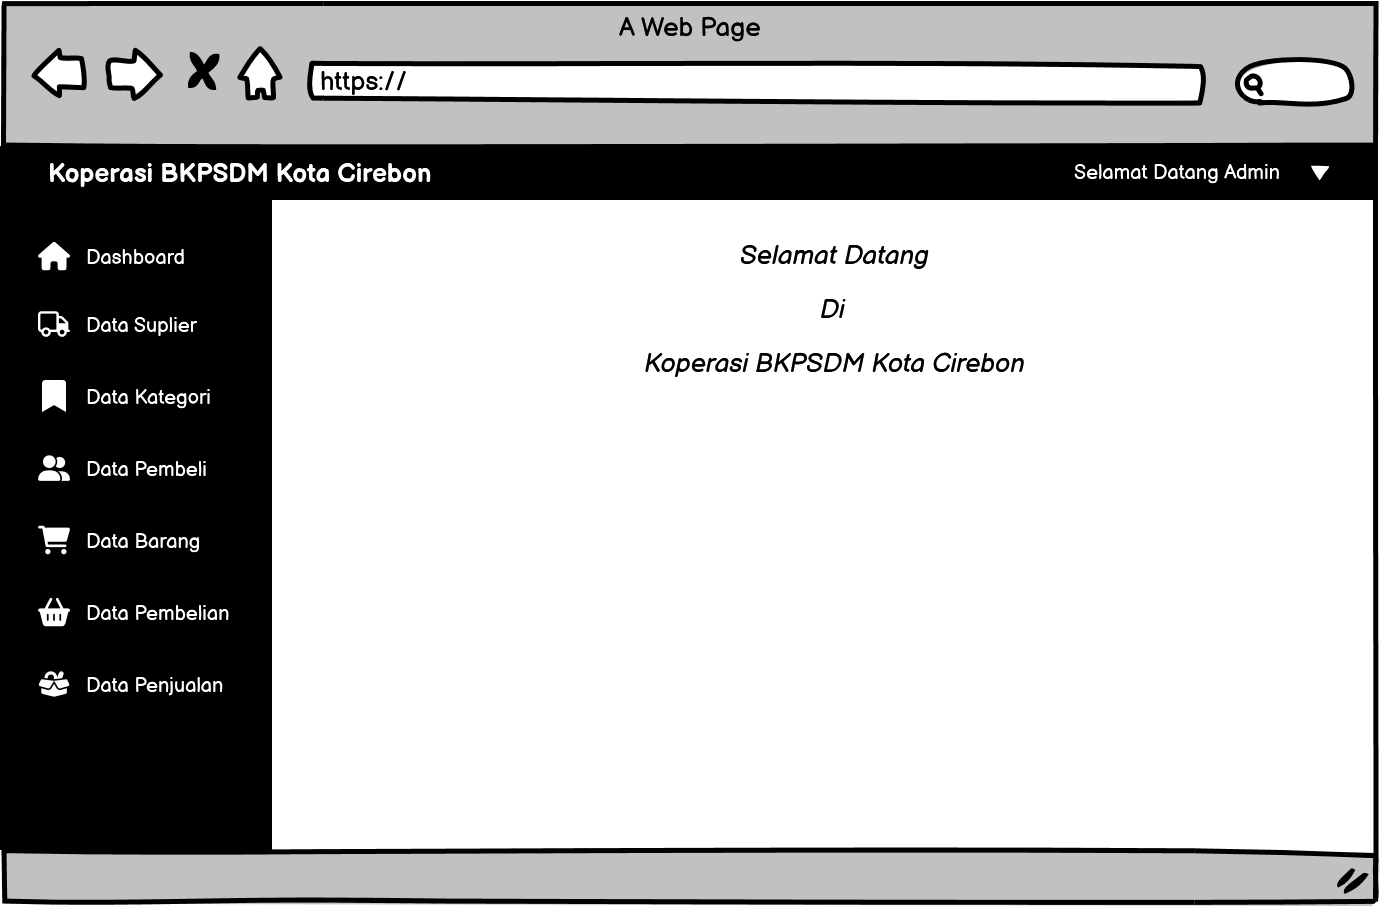 A Web Page
https://
Koperasi BKPSDM Kota Cirebon
Selamat Datang Admin
Dashboard
Data Suplier
Data Kategori
Data Pembeli
Data Barang
Data Pembelian
Data Penjualan
Selamat Datang
Di
Koperasi BKPSDM Kota Cirebon